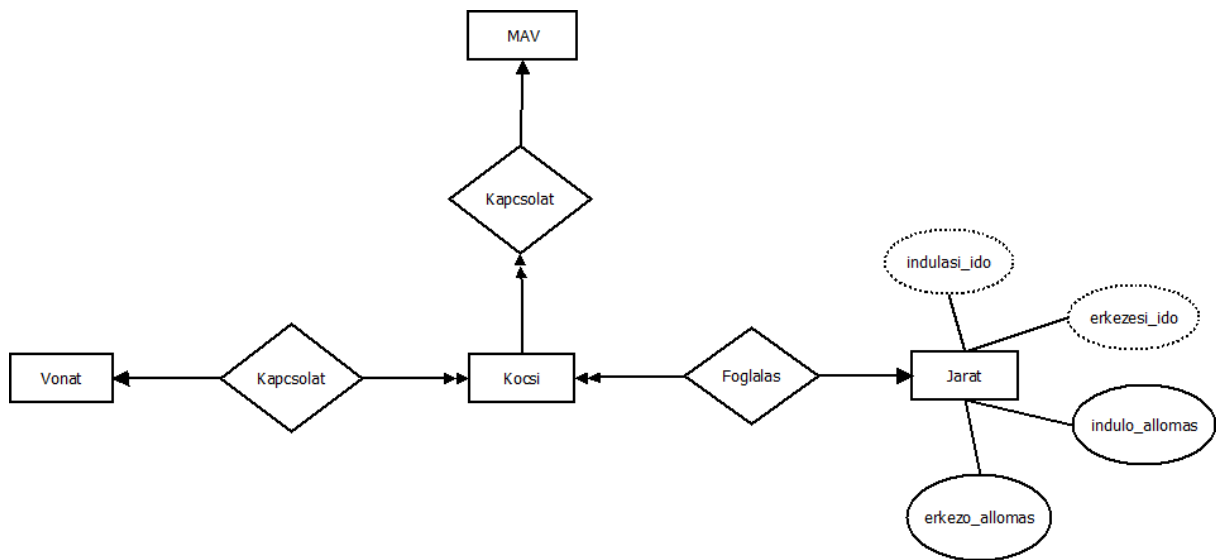 MAV
Kapcsolat
indulasi_ido
erkezesi_ido
Vonat
Kapcsolat
Kocsi
Foglalas
Jarat
indulo_allomas
erkezo_allomas